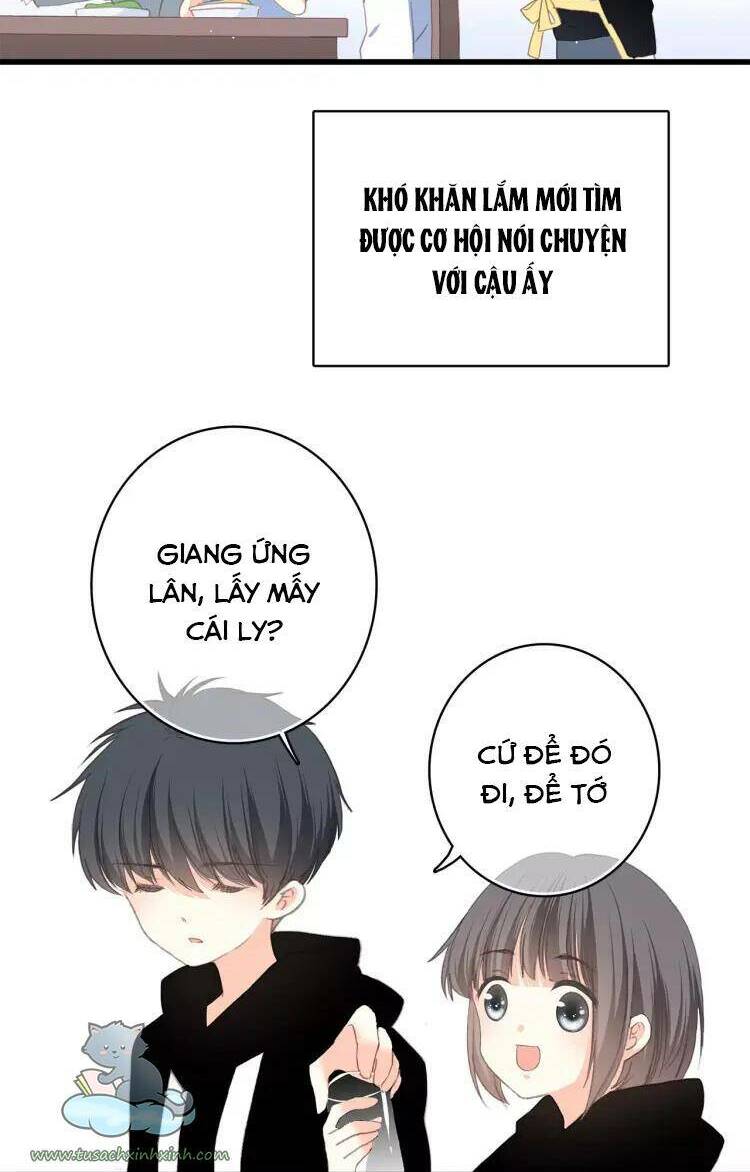 KHÓ KHĂN LẮM MỚI TÌM
ĐƯỢC CƠ HỘI NÓI CHUYỆN
VỚI CẬU ẤY
GIANG ỨNG
LÂN, LẤY MẤY
CÁI LY?
CỨ ĐỂ ĐÓ
ĐI, ĐỂ TỚ
www.tusachxinhxinh.com